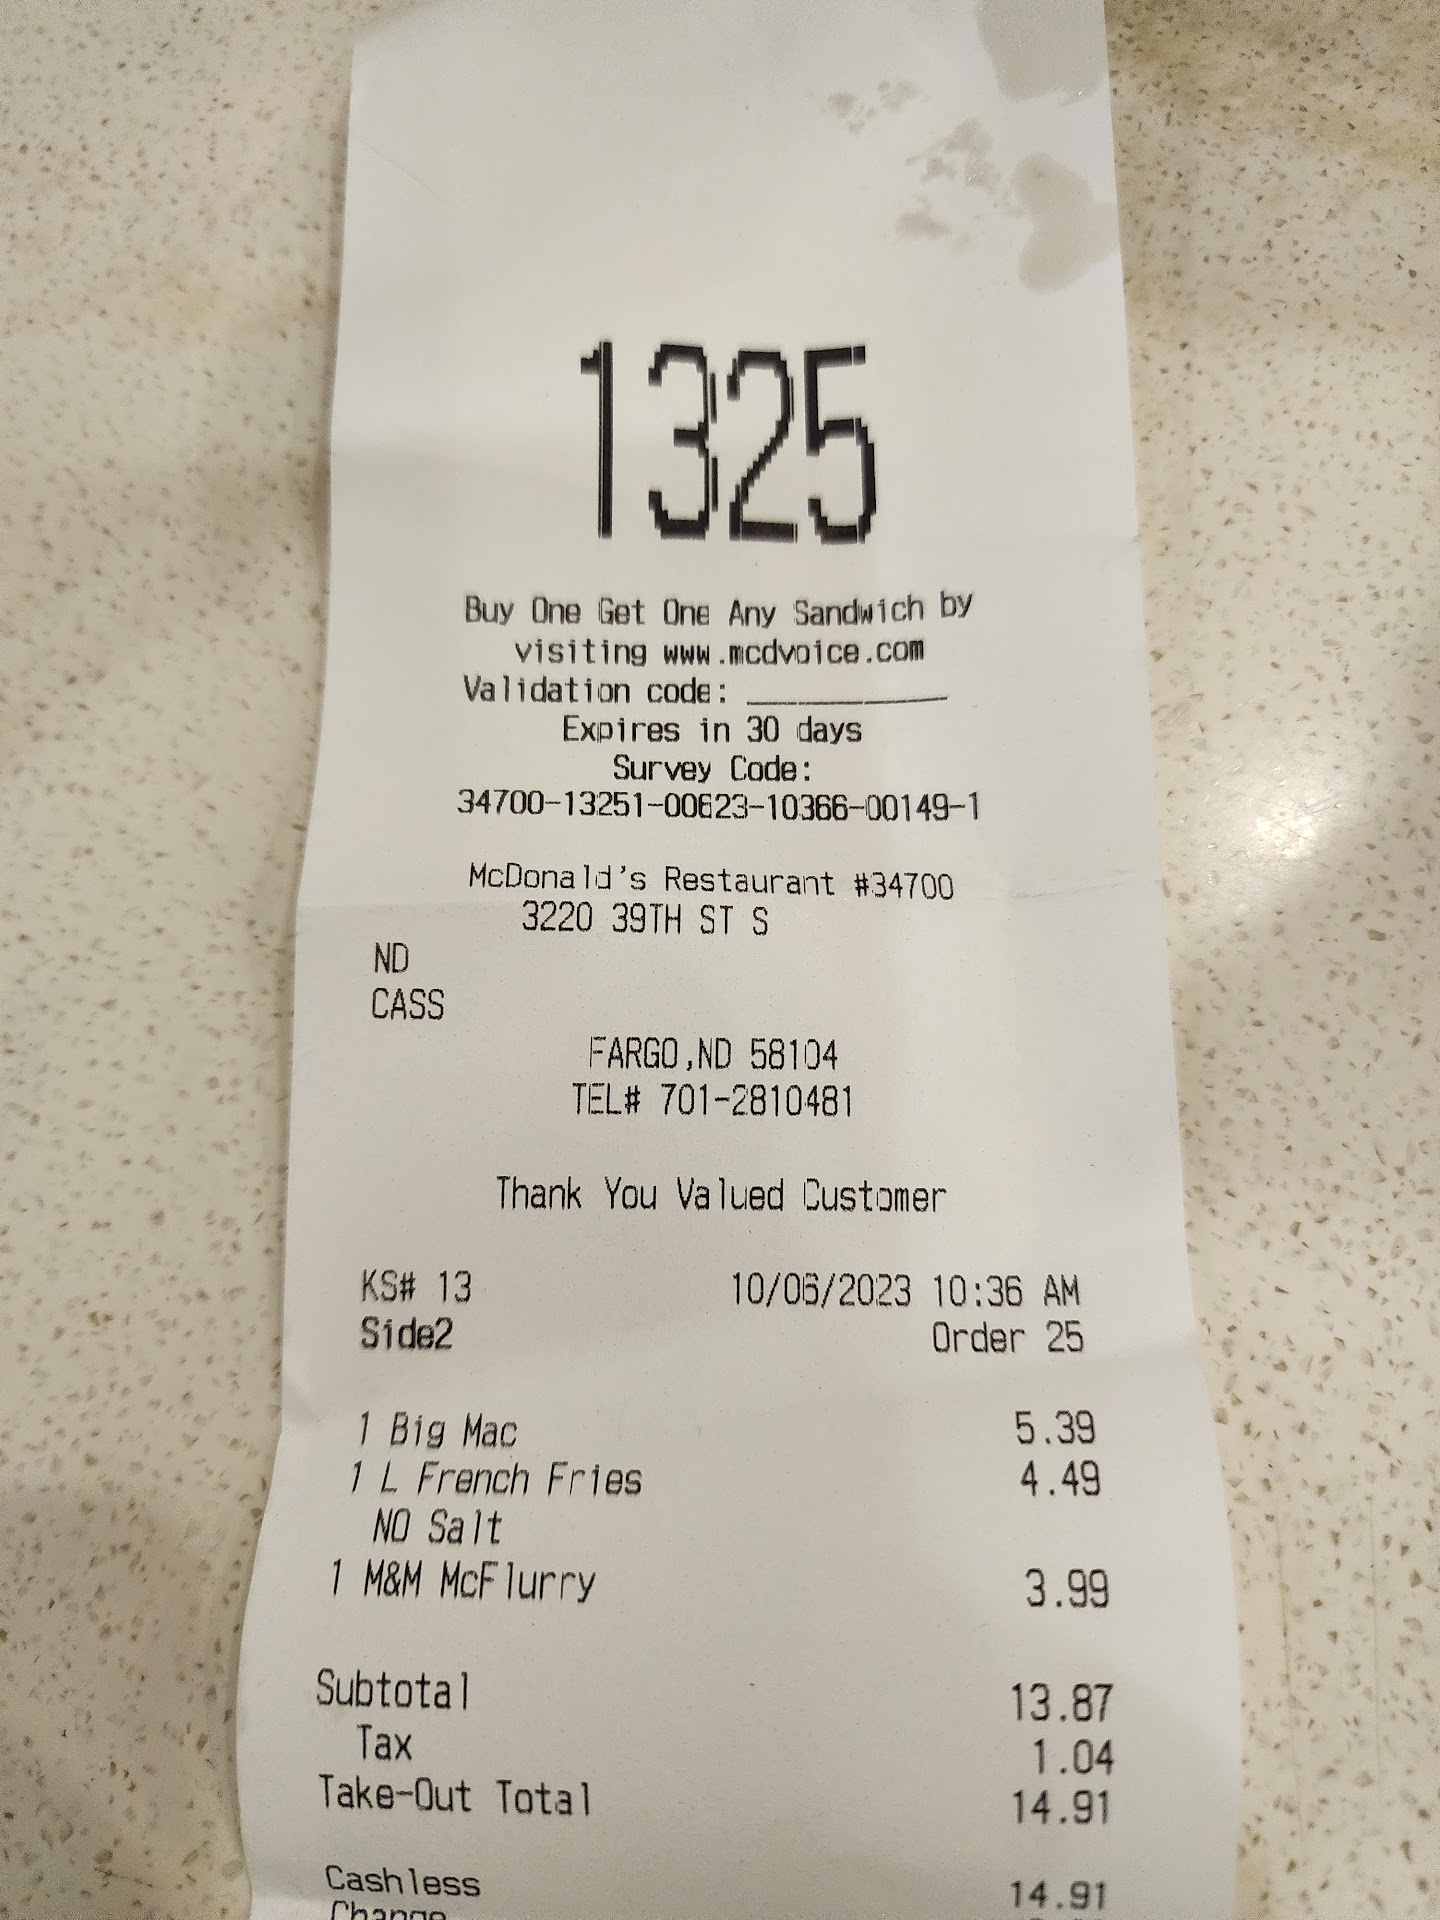 1325
Buy One Get One Any Sandwich by
visiting www.mcdvoice.com
Validation code: __________
Expires in 30 days
Survey Code:
34700-13251-00623-10366-00149-1
McDonald's Restaurant #34700
3220 39TH ST S
ND
CASS
FARGO,ND 58104
TEL# 701-2810481
Thank You Valued Customer
KS# 13 10/06/2023 10:36 AM
Side2 Order 25
1 Big Mac 5.39
1 L French Fries 4.49
NO Salt
1 M&M McFlurry 3.99
Subtotal 13.87
Tax 1.04
Take-Out Total 14.91
Cashless 14.91
Change